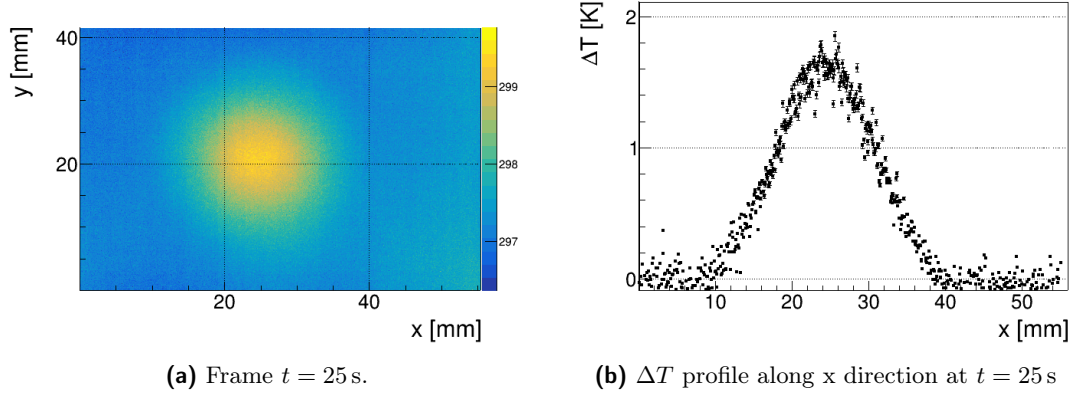 y [mm]
40
20
20
40
x [mm]
299
298
297
ΔT [K]
2
1
0
10
20
30
40
50
x [mm]
(a) Frame t = 25 s.
(b) ΔT profile along x direction at t = 25 s